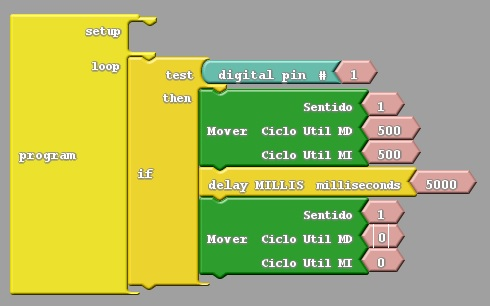 setup
loop
test digital pin # 1
then
Sentido 1
Mover Ciclo Util MD 500
Ciclo Util MI 500
program
if
delay MILLIS milliseconds 5000
Sentido 1
Mover Ciclo Util MD 0
Ciclo Util MI 0